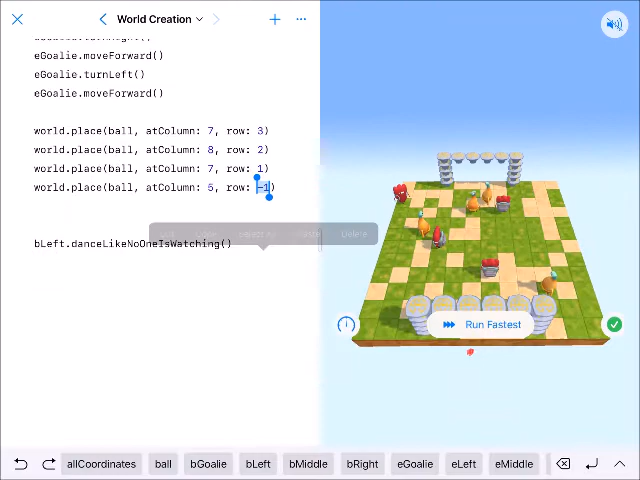 World Creation
eGoalie.moveForward()
eGoalie.turnLeft()
eGoalie.moveForward()
world.place(ball, atColumn: 7, row: 3)
world.place(ball, atColumn: 8, row: 2)
world.place(ball, atColumn: 7, row: 1)
world.place(ball, atColumn: 5, row: -1)
Delete
bLeft.danceLikeNoOneIsWatching()
Run Fastest
allCoordinates ball bGoalie bLeft bMiddle bRight eGoalie eLeft eMiddle